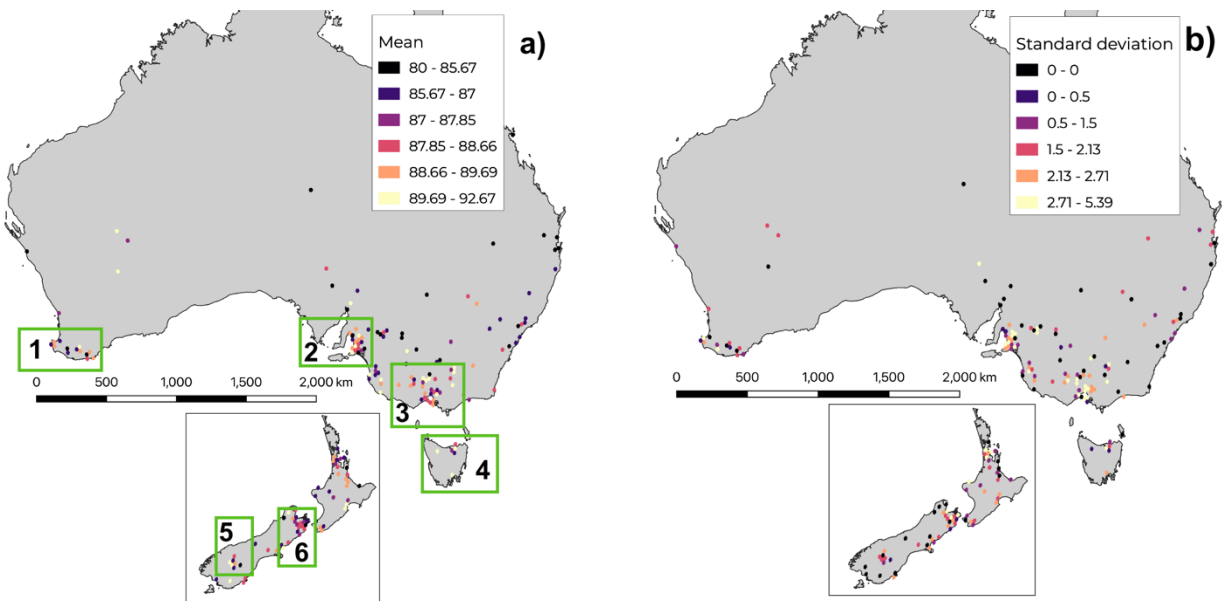 a)
Mean
80 - 85.67
85.67 - 87
87 - 87.85
87.85 - 88.66
88.66 - 89.69
89.69 - 92.67
1
2
3
4
5
6
0 500 1,000 1,500 2,000 km
b)
Standard deviation
0 - 0
0 - 0.5
0.5 - 1.5
1.5 - 2.13
2.13 - 2.71
2.71 - 5.39
0 500 1,000 1,500 2,000 km